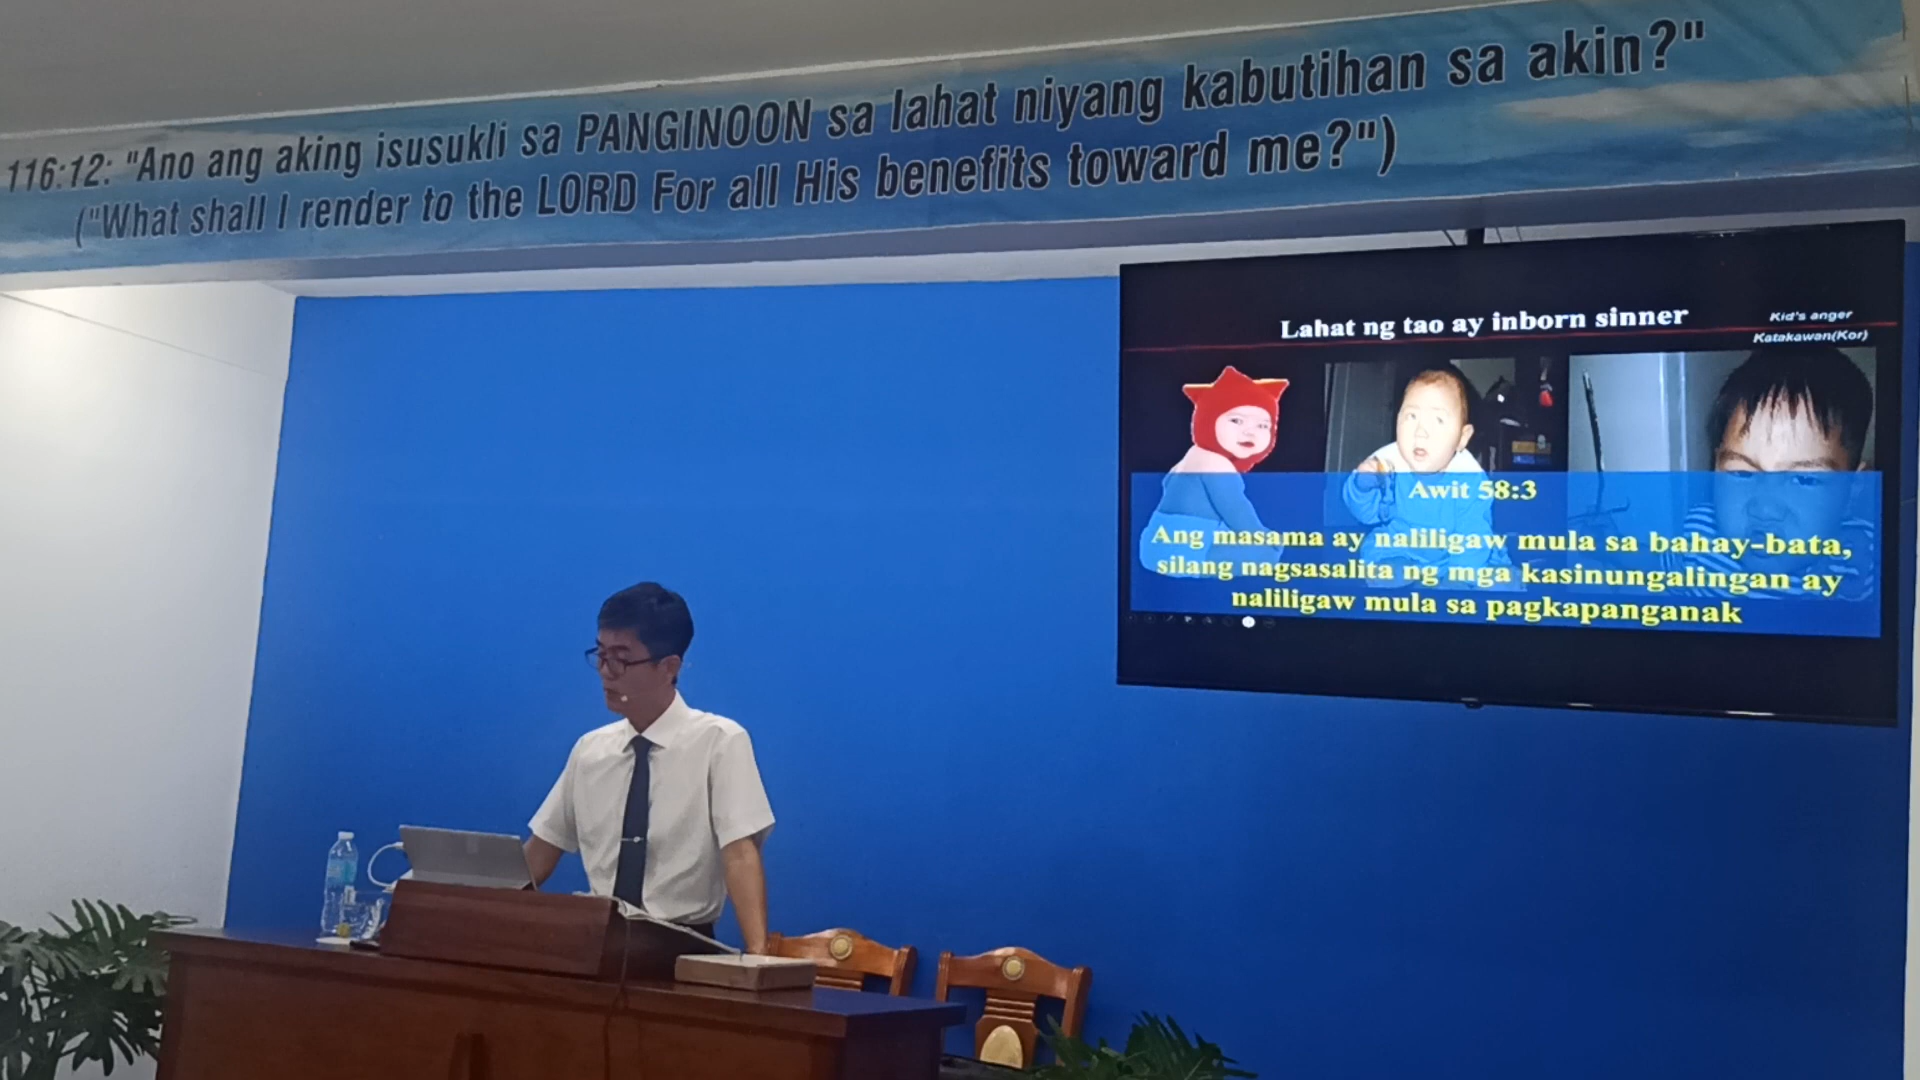 116:12: "Ano ang aking isusukli sa PANGINOON sa lahat niyang kabutihan sa akin?"
("What shall I render to the LORD For all His benefits toward me?")
Lahat ng tao ay inborn sinner
Kid's anger
Katakawan(Kor)
Awit 58:3
Ang masama ay naliligaw mula sa bahay-bata,
silang nagsasalita ng mga kasinungalingan ay
naliligaw mula sa pagkapanganak